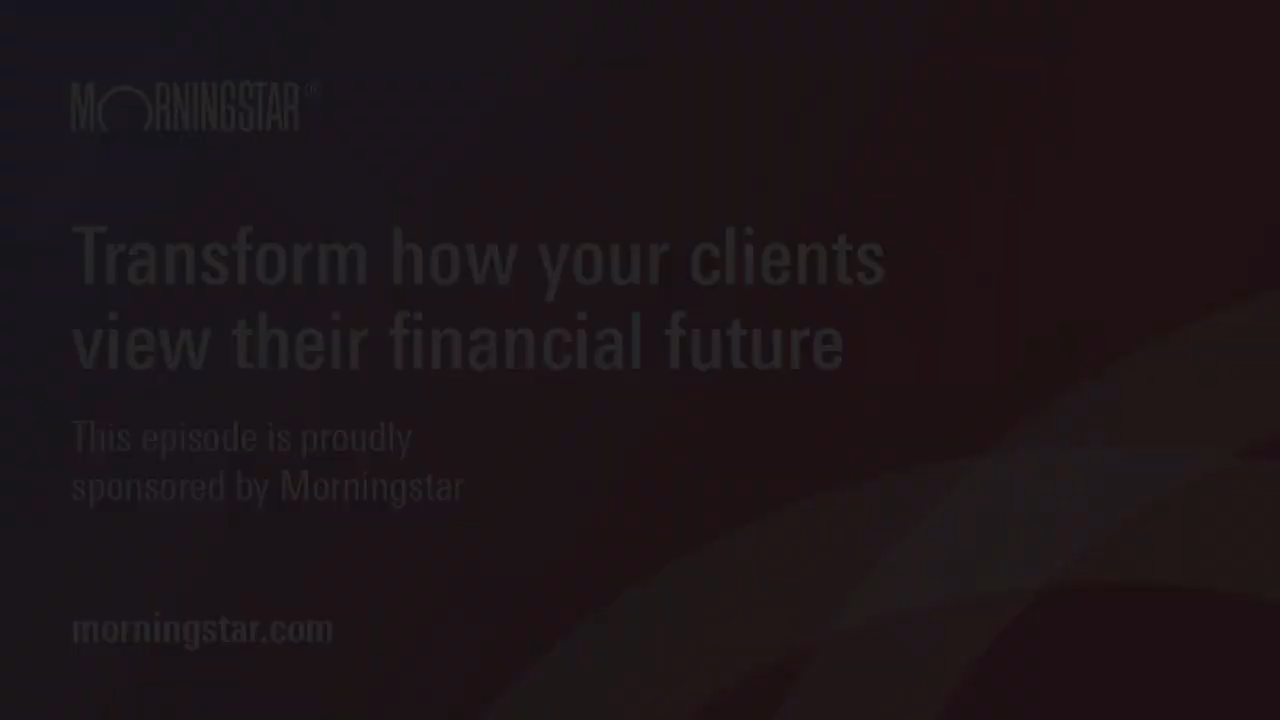 MORNINGSTAR®
Transform how your clients
view their financial future
This episode is proudly
sponsored by Morningstar
morningstar.com